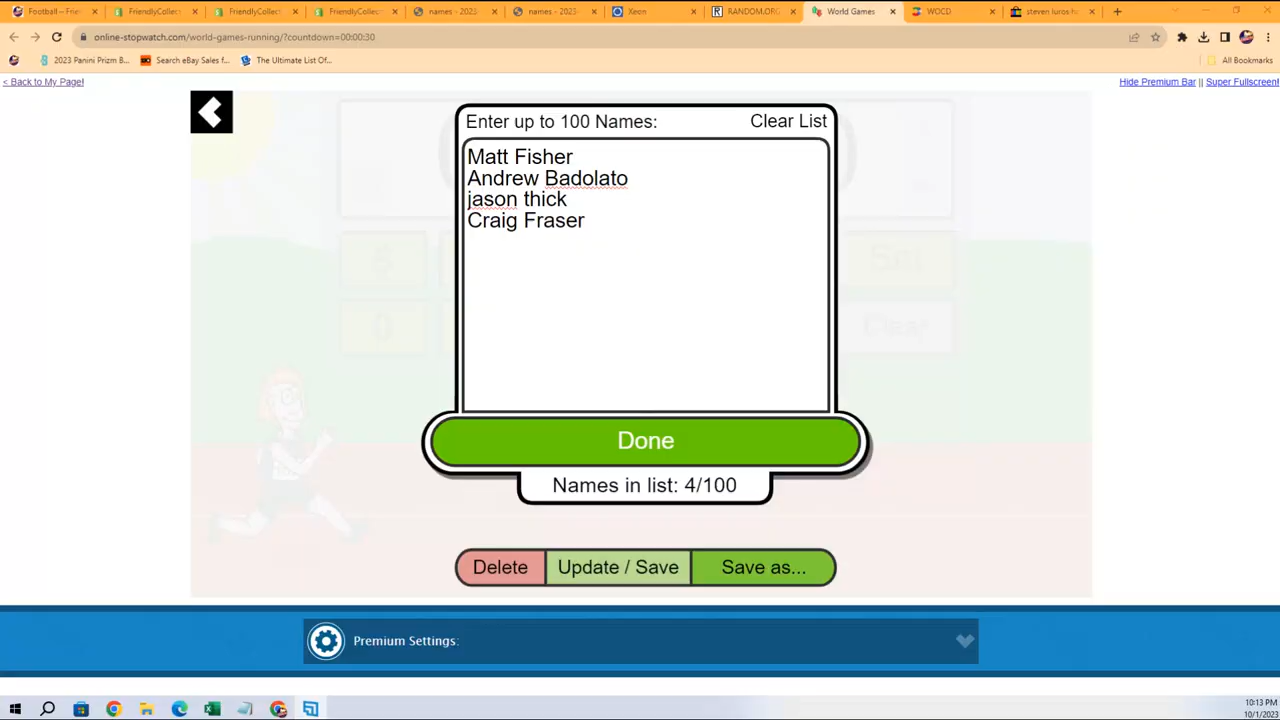 Football – Frie
FriendlyCollect
FriendlyCollect
FriendlyCollect
names - 2023-
names - 2023-
Xeon
RANDOM.ORG
World Games
WOCD
steven luros ha
online-stopwatch.com/world-games-running/?countdown=00:00:30
2023 Panini Prizm B...
Search eBay Sales f...
The Ultimate List Of...
All Bookmarks
< Back to My Page!
Hide Premium Bar || Super Fullscreen!
Enter up to 100 Names:
Clear List
Matt Fisher
Andrew Badolato
jason thick
Craig Fraser
Set
Clear
Done
Names in list: 4/100
Delete
Update / Save
Save as...
Premium Settings:
10:13 PM
10/1/2023